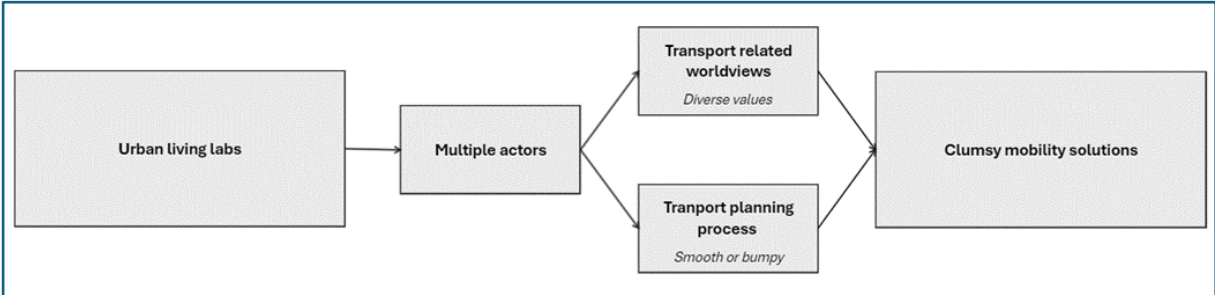 Urban living labs
Multiple actors
Transport related
worldviews
Diverse values
Tranport planning
process
Smooth or bumpy
Clumsy mobility solutions